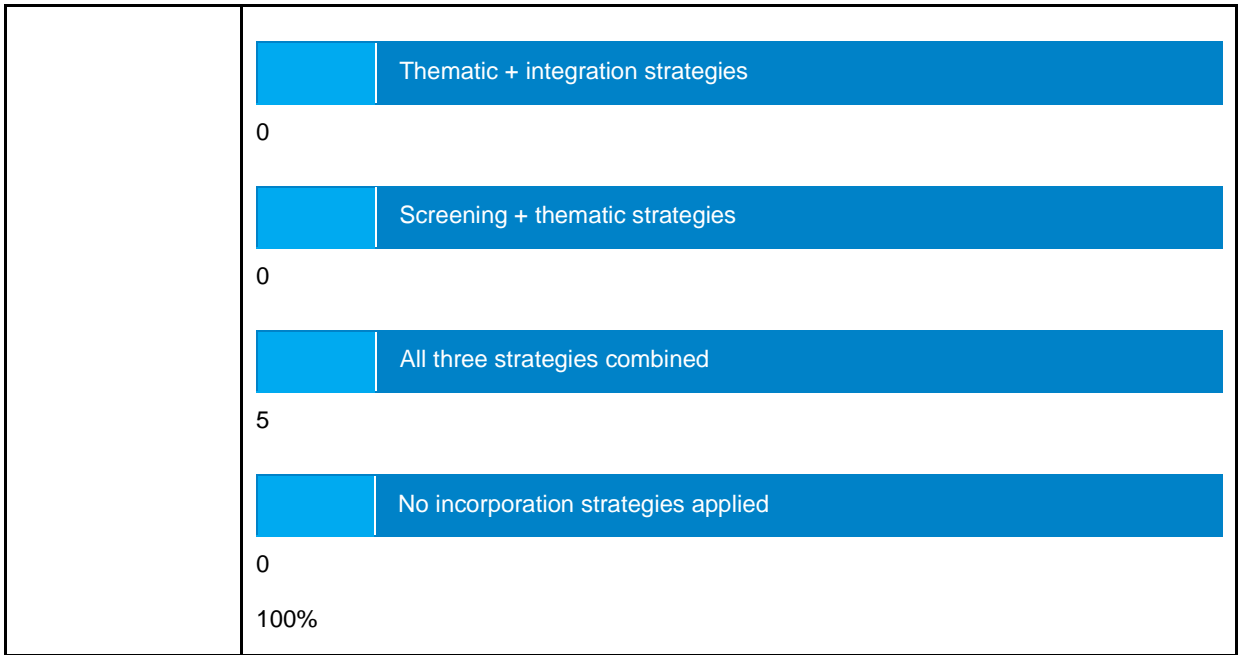 Thematic + integration strategies
0
Screening + thematic strategies
0
All three strategies combined
5
No incorporation strategies applied
0
100%